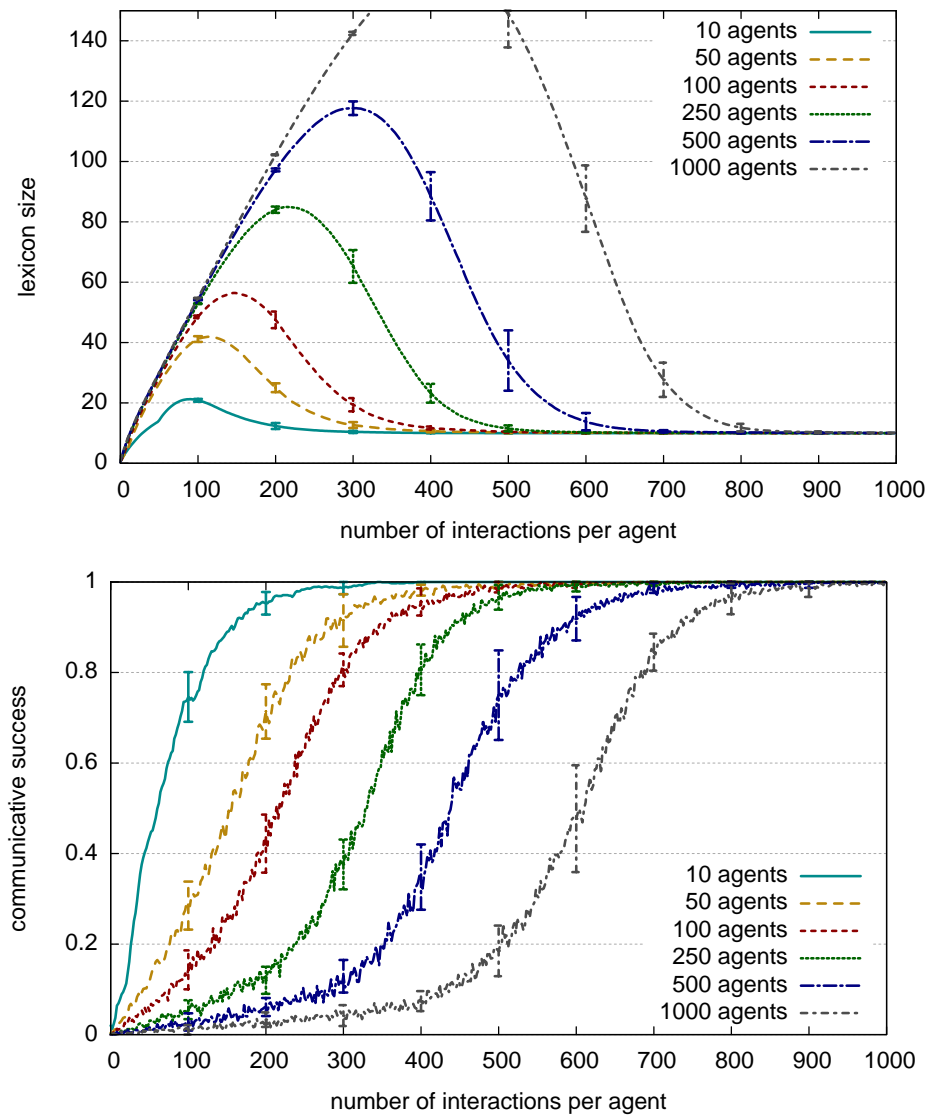 140
120
100
80
60
40
20
0
lexicon size
10 agents
50 agents
100 agents
250 agents
500 agents
1000 agents
0 100 200 300 400 500 600 700 800 900 1000
number of interactions per agent
1
0.8
0.6
0.4
0.2
0
communicative success
10 agents
50 agents
100 agents
250 agents
500 agents
1000 agents
0 100 200 300 400 500 600 700 800 900 1000
number of interactions per agent